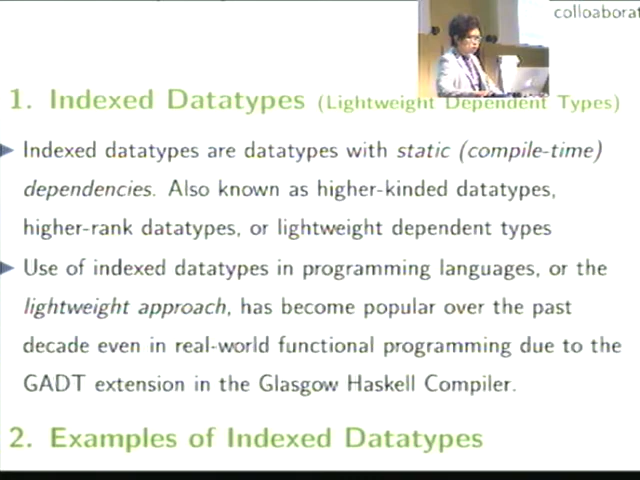 colloaborat
1. Indexed Datatypes (Lightweight Dependent Types)
Indexed datatypes are datatypes with static (compile-time)
dependencies. Also known as higher-kinded datatypes,
higher-rank datatypes, or lightweight dependent types
Use of indexed datatypes in programming languages, or the
lightweight approach, has become popular over the past
decade even in real-world functional programming due to the
GADT extension in the Glasgow Haskell Compiler.
2. Examples of Indexed Datatypes